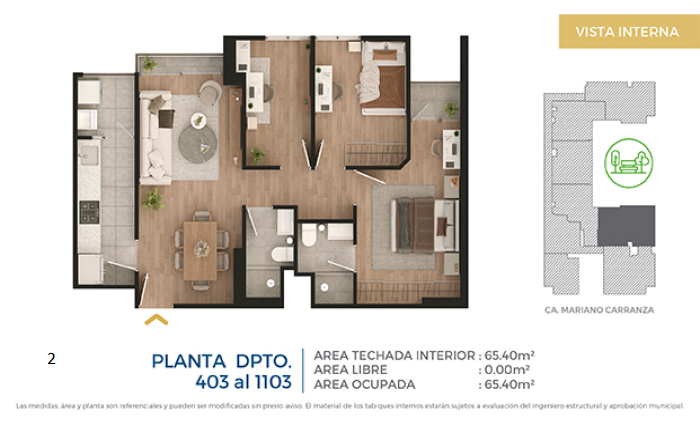 VISTA INTERNA
CA. MARIANO CARRANZA
2
PLANTA DPTO.
403 al 1103
AREA TECHADA INTERIOR : 65.40m²
AREA LIBRE : 0.00m²
AREA OCUPADA : 65.40m²
Las medidas, área y planta son referenciales y pueden ser modificadas sin previo aviso. El material de los tabiques internos estarán sujetos a evaluación del ingeniero estructural y aprobación municipal.